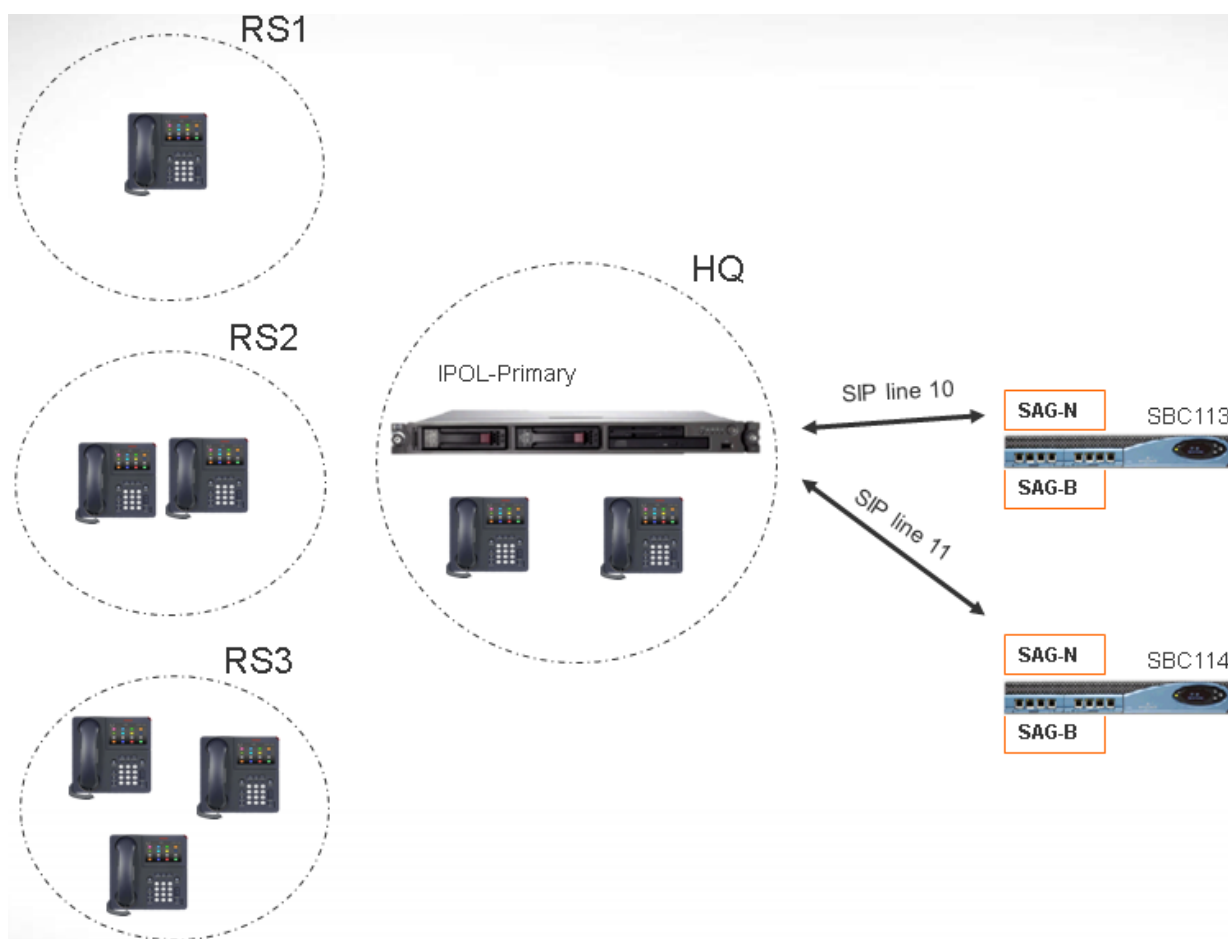 RS1
HQ
RS2
IPOL-Primary
SIP line 10
SAG-N
SBC113
SAG-B
SIP line 11
RS3
SAG-N
SBC114
SAG-B